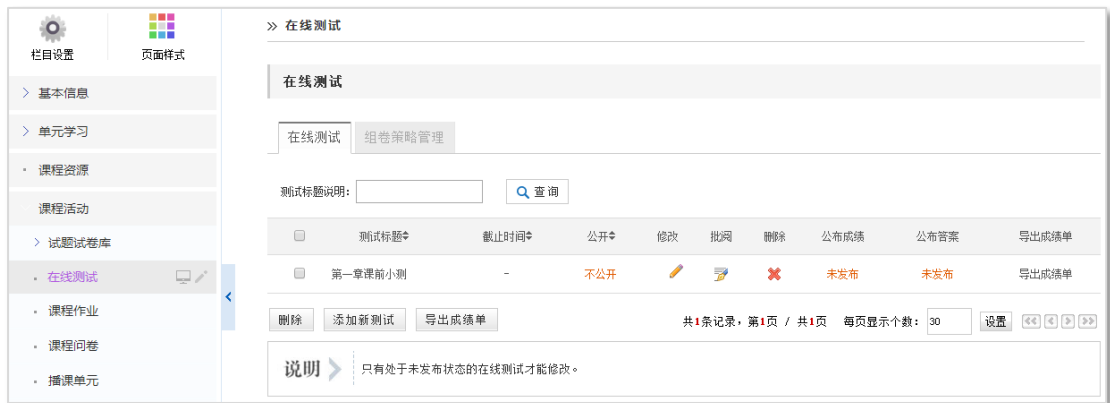 栏目设置
页面样式
基本信息
单元学习
课程资源
课程活动
试题试卷库
在线测试
课程作业
课程问卷
播课单元
>> 在线测试
在线测试
在线测试 组卷策略管理
测试标题说明: 查询
测试标题 截止时间 公开 修改 批阅 删除 公布成绩 公布答案 导出成绩单
第一章课前小测 - 不公开 未发布 未发布 导出成绩单
删除 添加新测试 导出成绩单 共1条记录，第1页 / 共1页 每页显示个数: 30 设置
说明 只有处于未发布状态的在线测试才能修改。